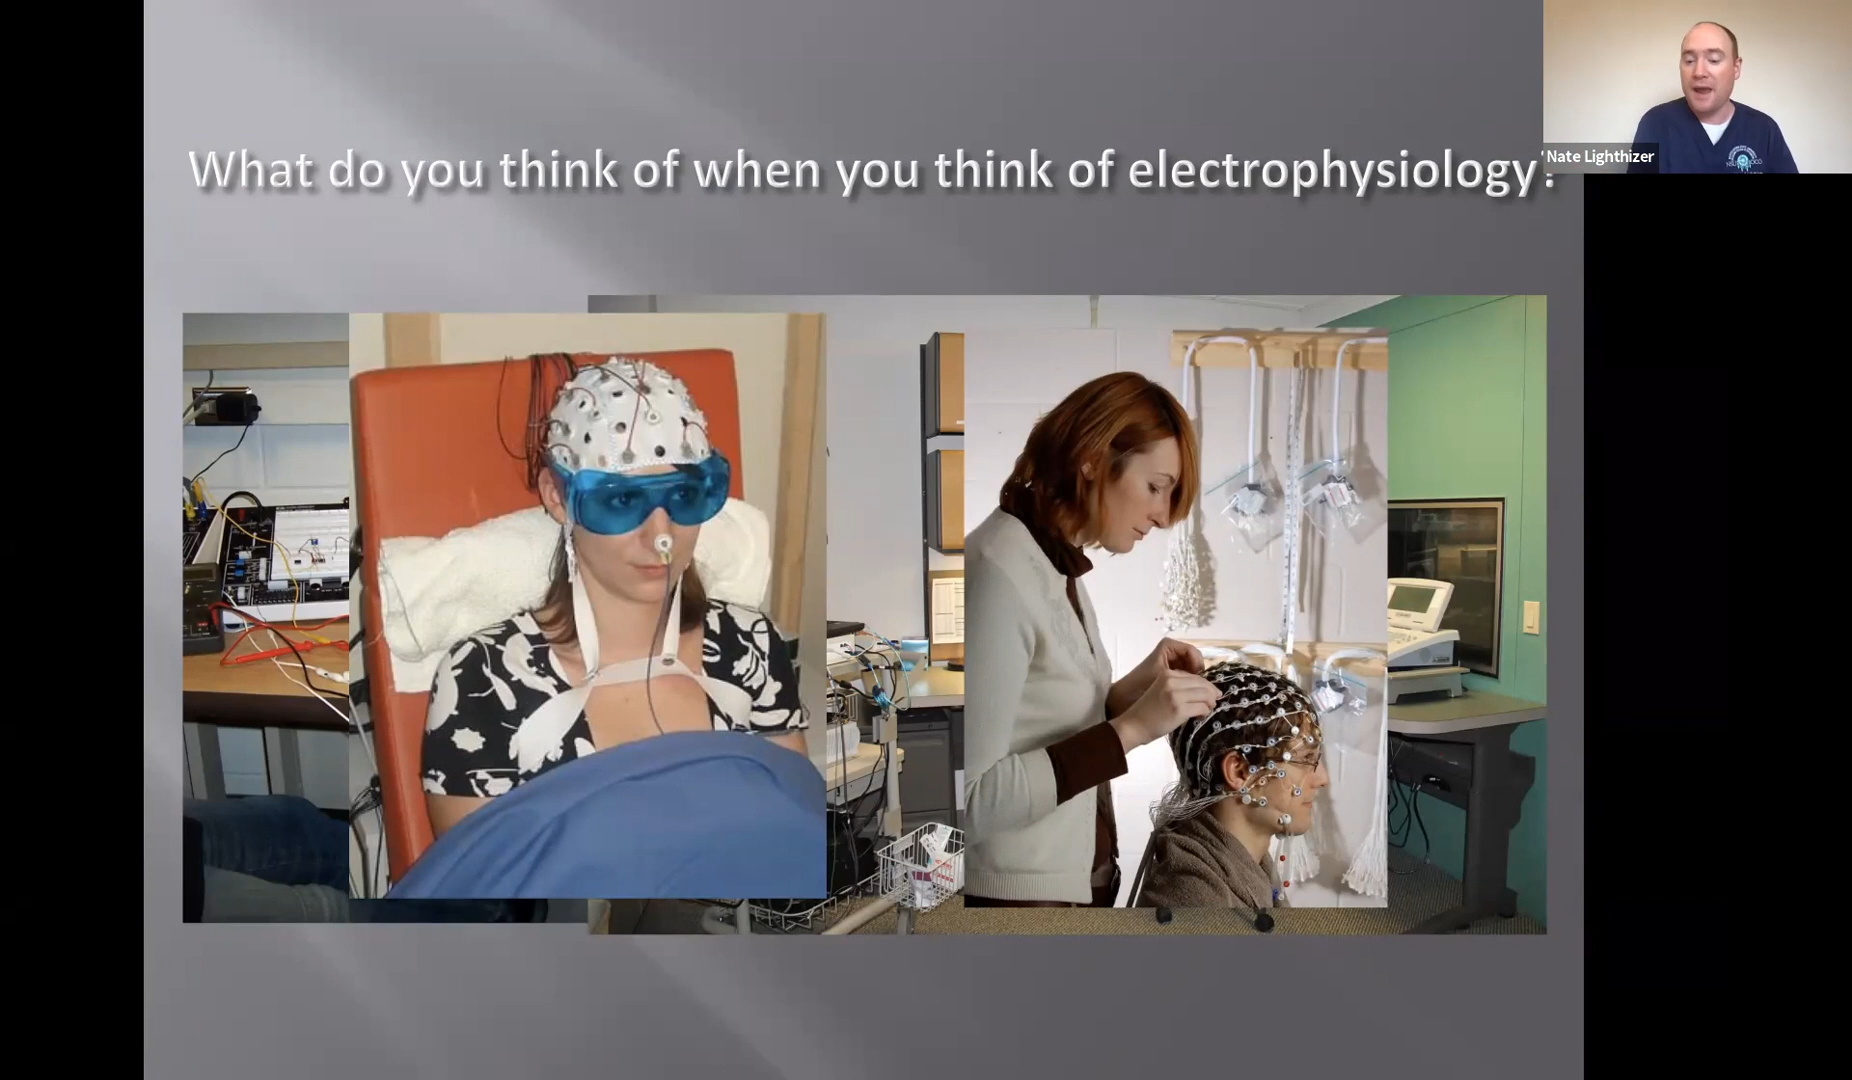 What do you think of when you think of electrophysiology?
Nate Lighthizer